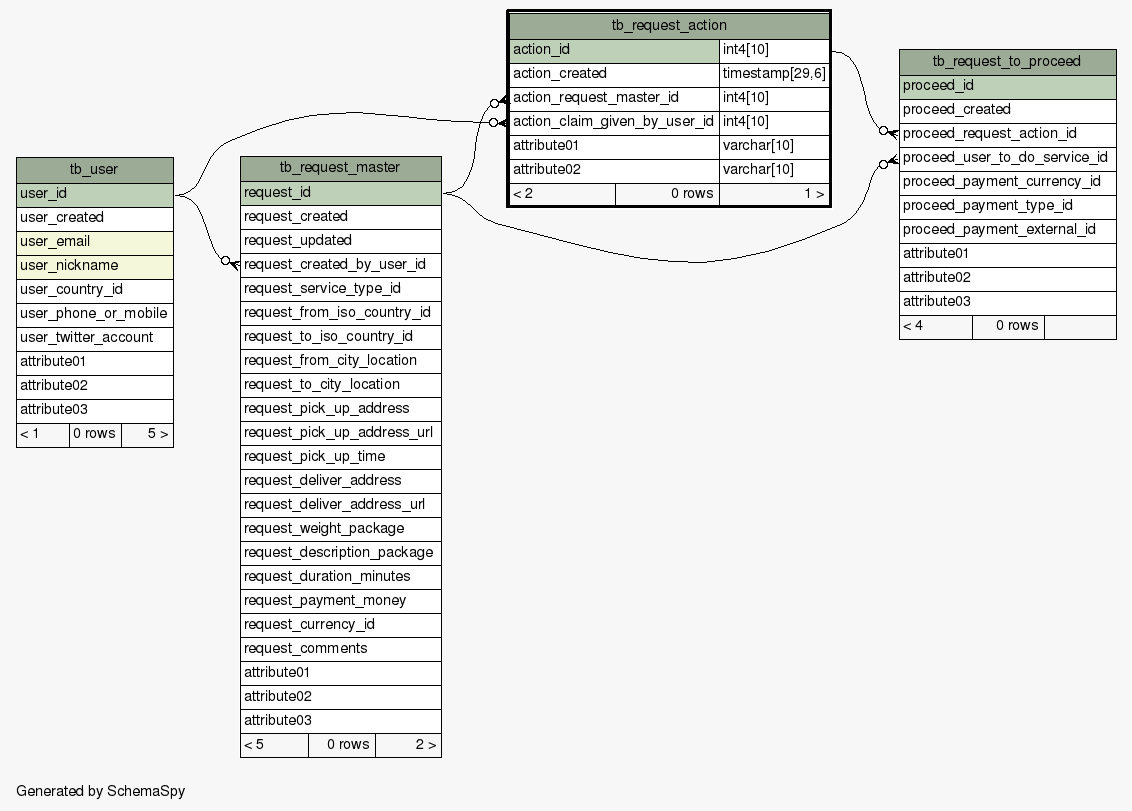 tb_request_action
action_id int4[10]
action_created timestamp[29,6]
action_request_master_id int4[10]
action_claim_given_by_user_id int4[10]
attribute01 varchar[10]
attribute02 varchar[10]
< 2 0 rows 1 >
tb_request_to_proceed
proceed_id
proceed_created
proceed_request_action_id
proceed_user_to_do_service_id
proceed_payment_currency_id
proceed_payment_type_id
proceed_payment_external_id
attribute01
attribute02
attribute03
< 4 0 rows
tb_user
user_id
user_created
user_email
user_nickname
user_country_id
user_phone_or_mobile
user_twitter_account
attribute01
attribute02
attribute03
< 1 0 rows 5 >
tb_request_master
request_id
request_created
request_updated
request_created_by_user_id
request_service_type_id
request_from_iso_country_id
request_to_iso_country_id
request_from_city_location
request_to_city_location
request_pick_up_address
request_pick_up_address_url
request_pick_up_time
request_deliver_address
request_deliver_address_url
request_weight_package
request_description_package
request_duration_minutes
request_payment_money
request_currency_id
request_comments
attribute01
attribute02
attribute03
< 5 0 rows 2 >
Generated by SchemaSpy